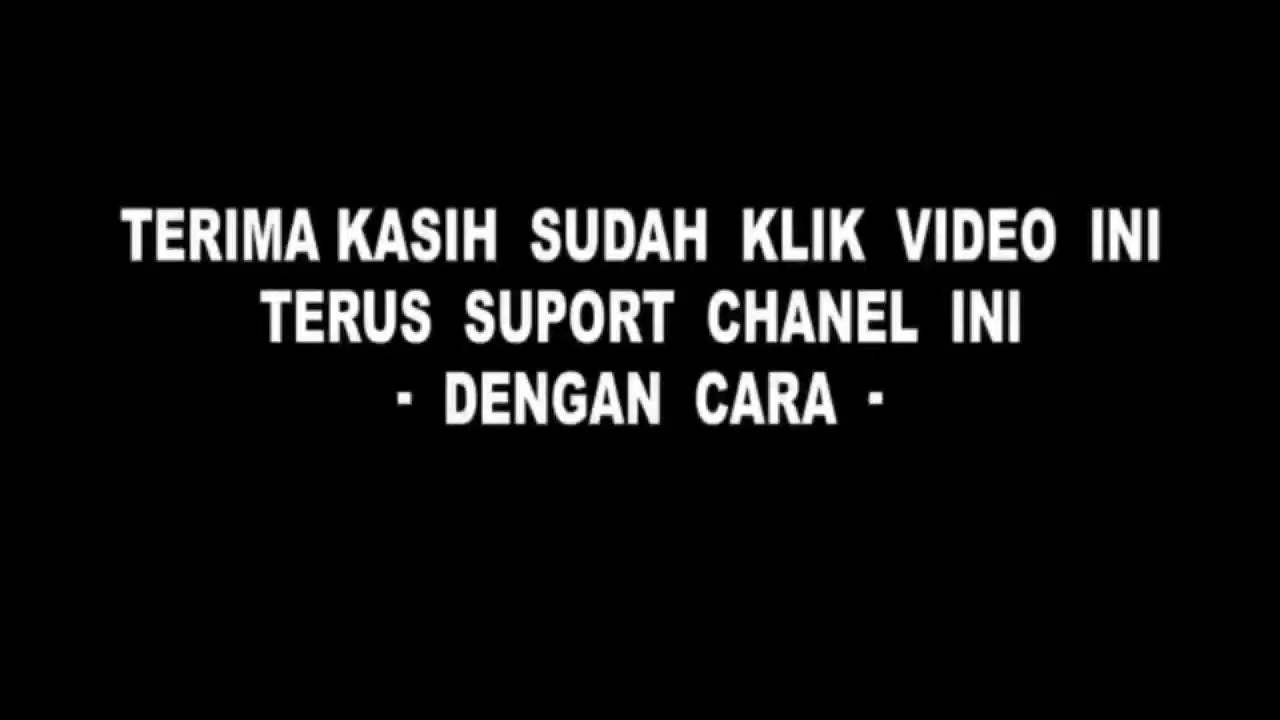 TERIMA KASIH SUDAH KLIK VIDEO INI
TERUS SUPORT CHANEL INI
- DENGAN CARA -